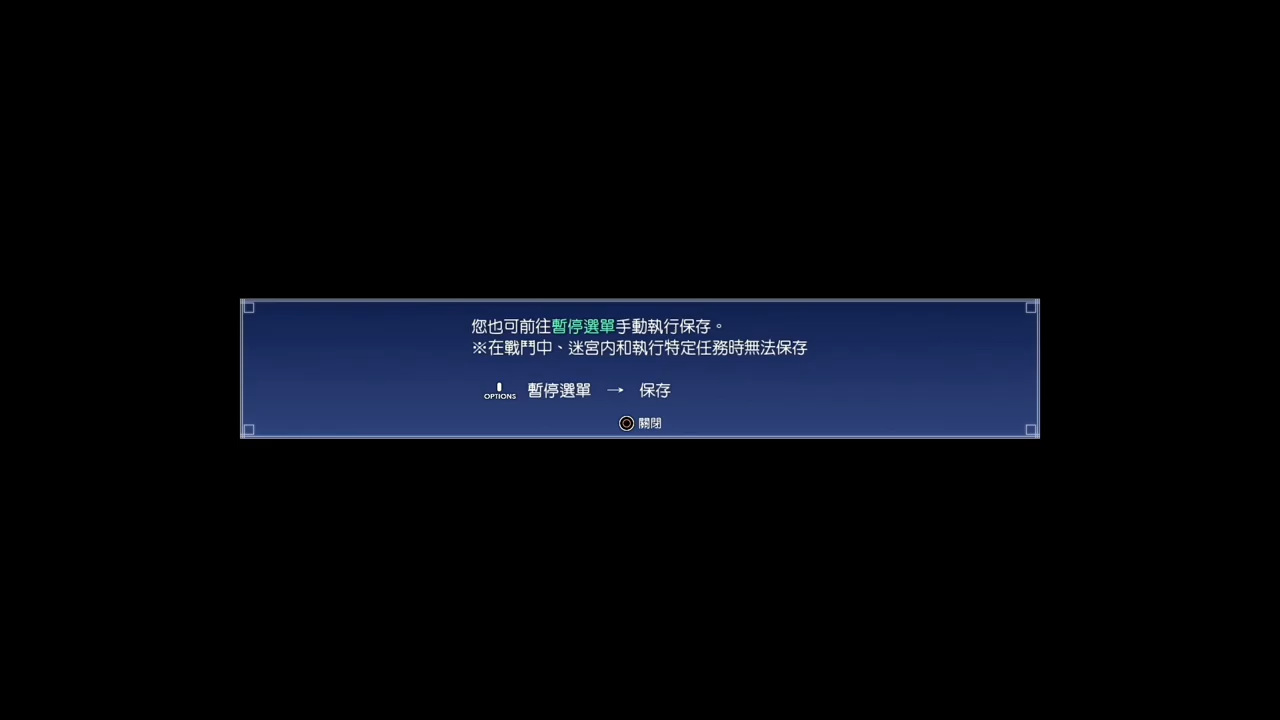 您也可前往暫停選單手動執行保存。
※在戰鬥中、迷宮內和執行特定任務時無法保存
OPTIONS 暫停選單 → 保存
關閉